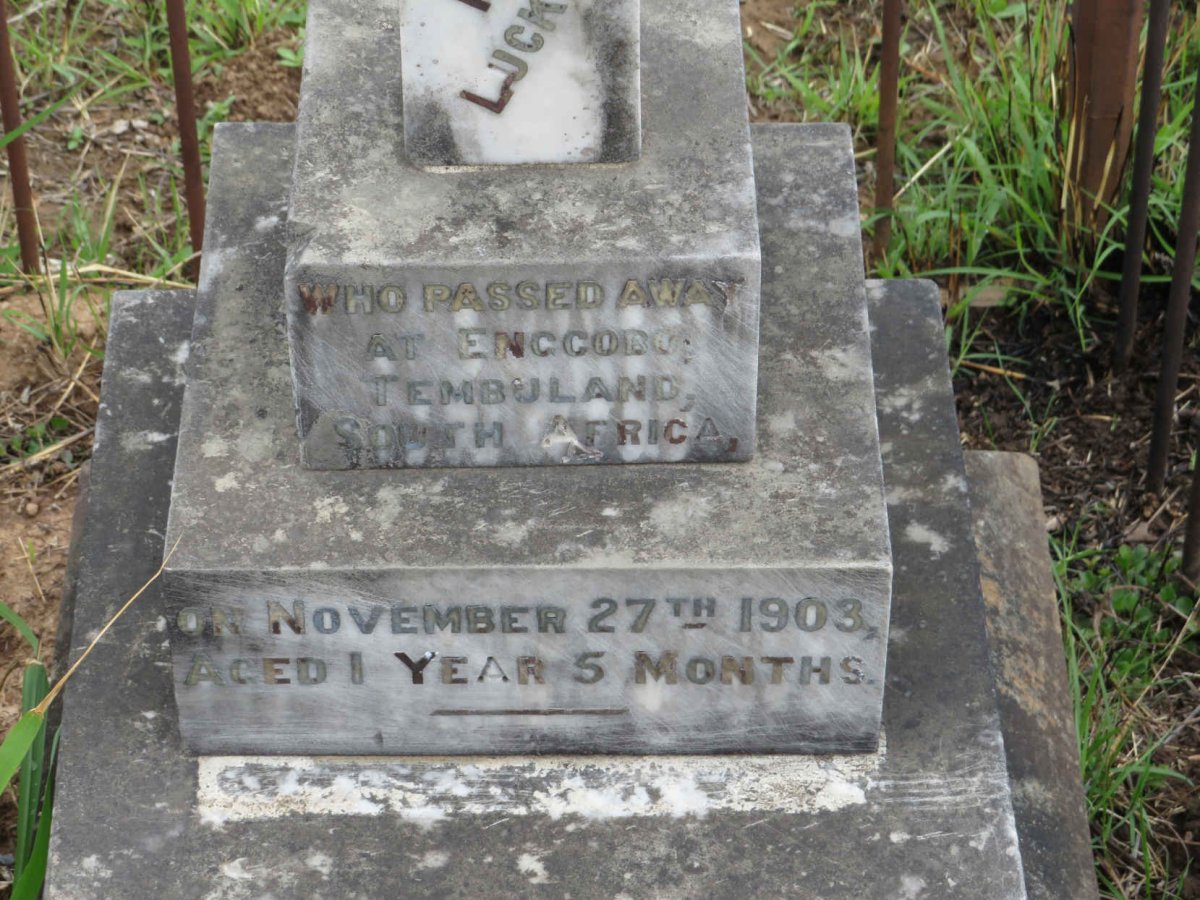 LUCK
WHO PASSED AWAY
AT ENGCOBO,
TEMBULAND,
SOUTH AFRICA,
ON NOVEMBER 27TH 1903,
AGED 1 YEAR 5 MONTHS.